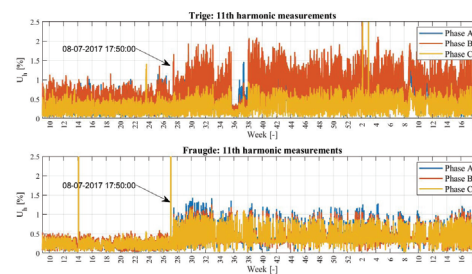 Trige: 11th harmonic measurements
2.5
2
1.5
1
0.5
0
U_h [%]
08-07-2017 17:50:00
Phase A
Phase B
Phase C
10 12 14 16 18 20 22 24 26 28 30 32 34 36 38 40 42 44 46 48 50 52 2 4 6 8 10 12 14 16
Week [-]
Fraugde: 11th harmonic measurements
2.5
2
1.5
1
0.5
0
U_h [%]
08-07-2017 17:50:00
Phase A
Phase B
Phase C
10 12 14 16 18 20 22 24 26 28 30 32 34 36 38 40 42 44 46 48 50 52 2 4 6 8 10 12 14 16
Week [-]